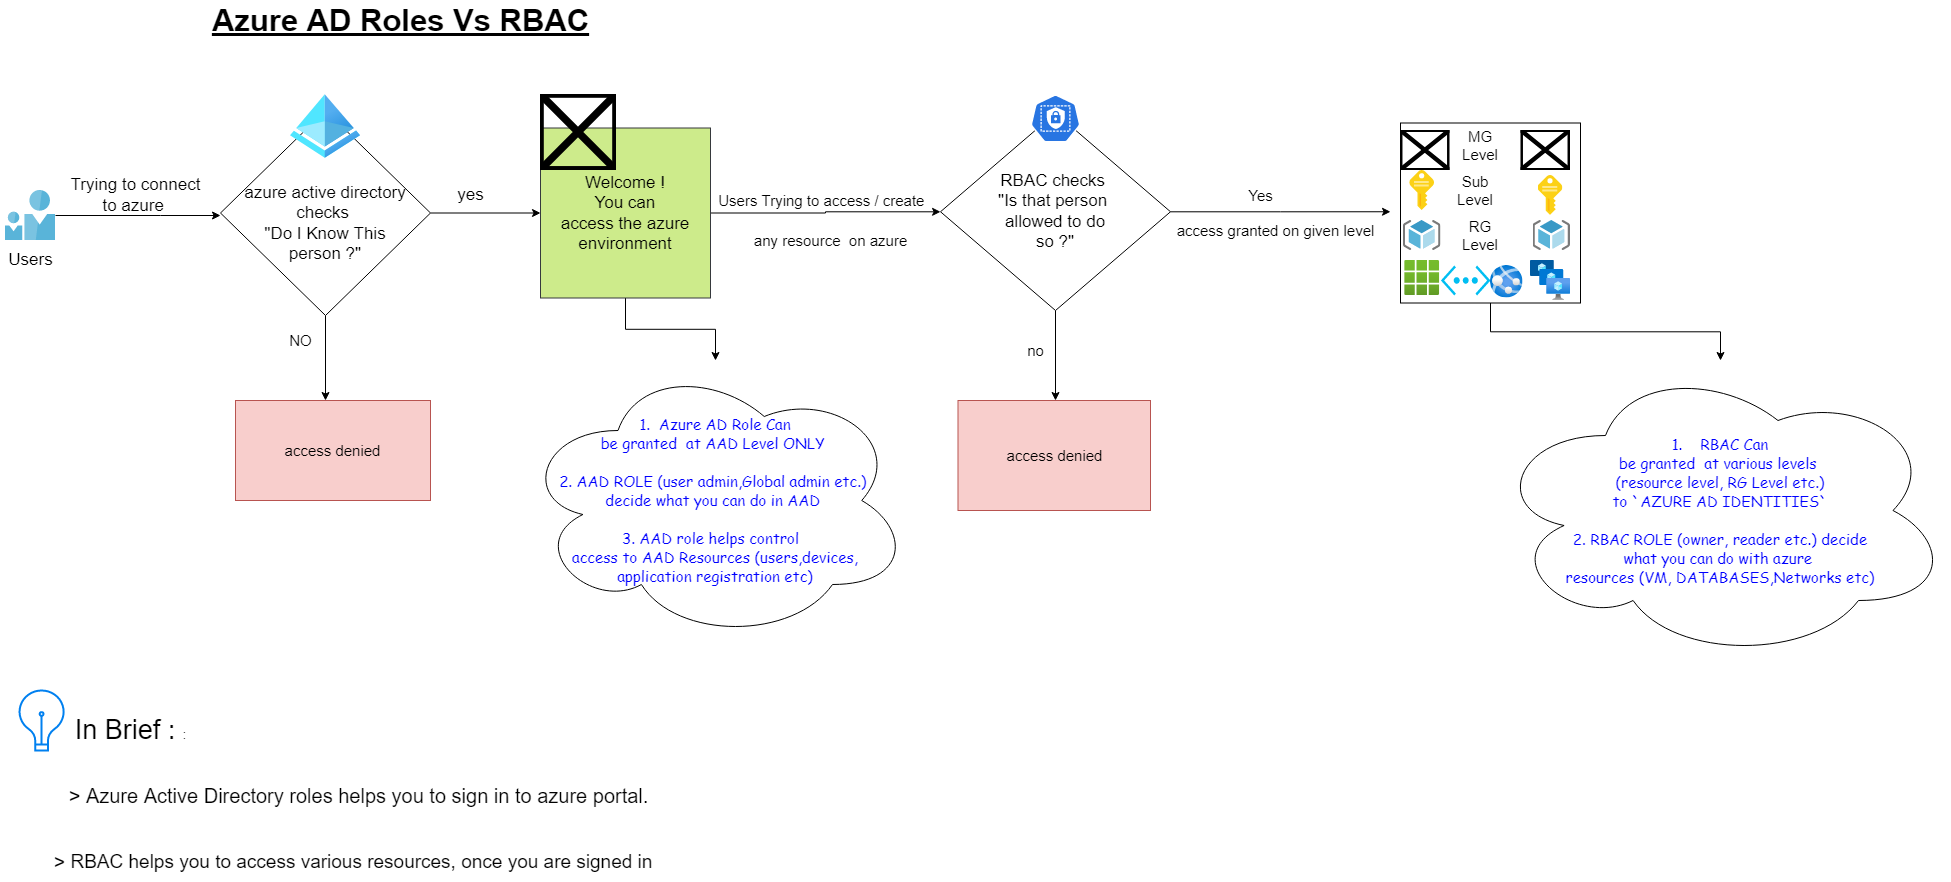 Azure AD Roles Vs RBAC
Trying to connect
to azure
Users
azure active directory
checks
"Do I Know This
person ?"
yes
NO
access denied
Welcome !
You can
access the azure
environment
Users Trying to access / create
any resource on azure
RBAC checks
"Is that person
allowed to do
so ?"
no
access denied
Yes
access granted on given level
MG
Level
Sub
Level
RG
Level
1. Azure AD Role Can
be granted at AAD Level ONLY
2. AAD ROLE (user admin,Global admin etc.)
decide what you can do in AAD
3. AAD role helps control
access to AAD Resources (users,devices,
application registration etc)
1. RBAC Can
be granted at various levels
(resource level, RG Level etc.)
to `AZURE AD IDENTITIES`
2. RBAC ROLE (owner, reader etc.) decide
what you can do with azure
resources (VM, DATABASES,Networks etc)
In Brief : :
> Azure Active Directory roles helps you to sign in to azure portal.
> RBAC helps you to access various resources, once you are signed in